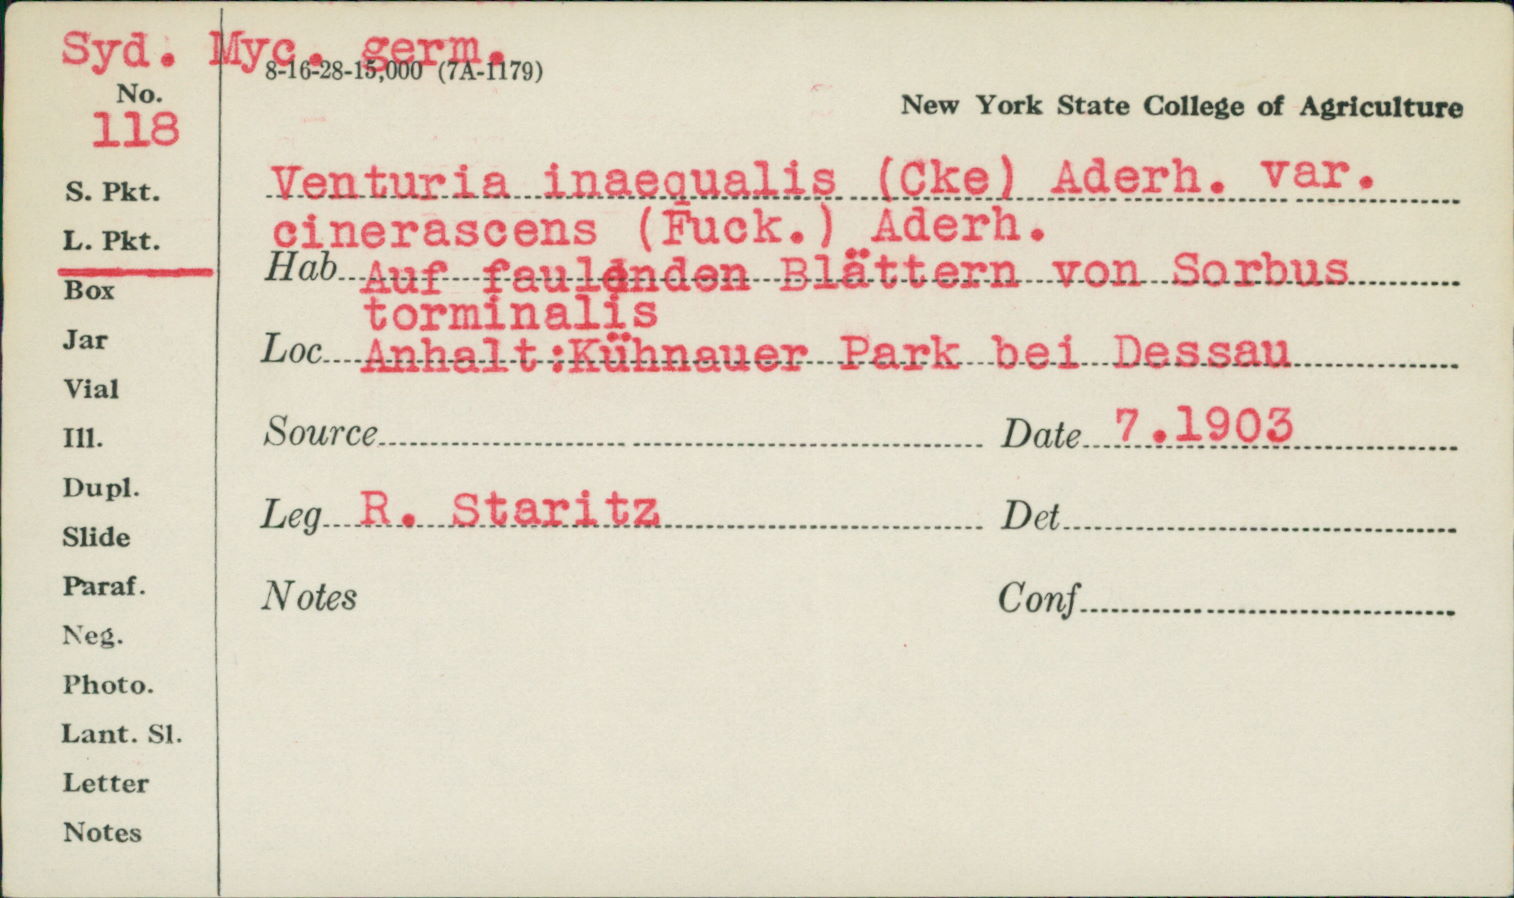 Syd. Myc. germ.
8-16-28-15,000 (7A-1179)
No.
118
New York State College of Agriculture
S. Pkt.
L. Pkt.
Box
Jar
Vial
Ill.
Dupl.
Slide
Paraf.
Neg.
Photo.
Lant. Sl.
Letter
Notes
Venturia inaequalis (Cke) Aderh. var.
cinerascens (Fuck.) Aderh.
Hab. Auf faulenden Blättern von Sorbus
torminalis
Loc. Anhalt:Kühnauer Park bei Dessau
Source Date 7.1903
Leg. R. Staritz Det.
Notes Conf.